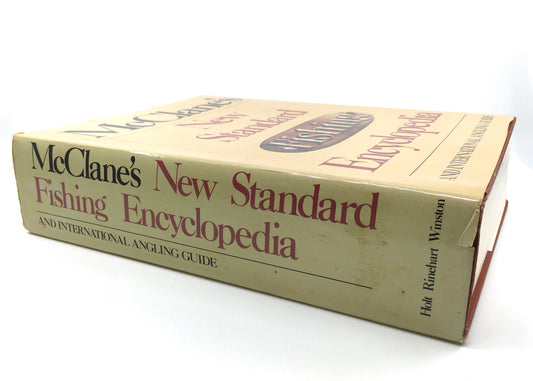 McClane's
New
Standard
Fishing
Encyclopedia
AND INTERNATIONAL ANGLING GUIDE
McClane's New Standard
Fishing Encyclopedia
AND INTERNATIONAL ANGLING GUIDE
Holt Rinehart Winston